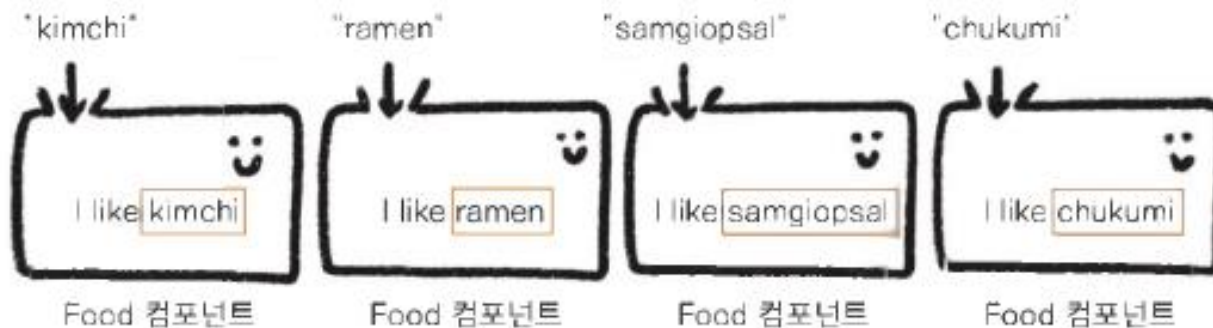 "kimchi" "ramen" "samgiopsal" "chukumi"
I like kimchi I like ramen I like samgiopsal I like chukumi
Food 컴포넌트 Food 컴포넌트 Food 컴포넌트 Food 컴포넌트